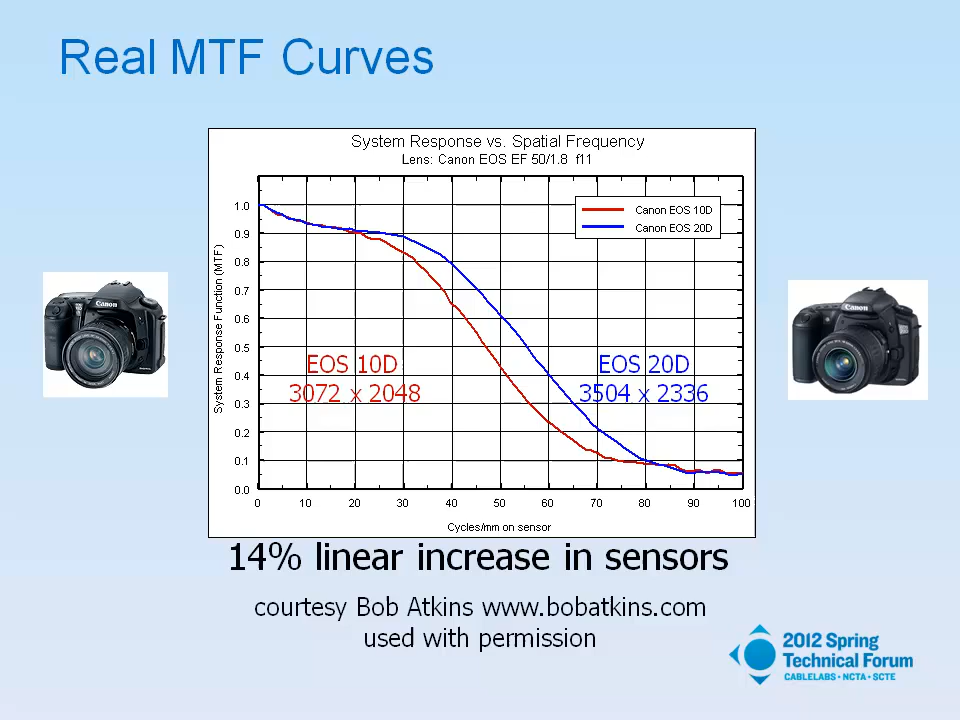 Real MTF Curves
System Response vs. Spatial Frequency
Lens: Canon EOS EF 50/1.8 f11
System Response Function (MTF)
1.0
0.9
0.8
0.7
0.6
0.5
0.4
0.3
0.2
0.1
0.0
Canon EOS 10D
Canon EOS 20D
EOS 10D
3072 x 2048
EOS 20D
3504 x 2336
0 10 20 30 40 50 60 70 80 90 100
Cycles/mm on sensor
Canon
Canon
14% linear increase in sensors
courtesy Bob Atkins www.bobatkins.com
used with permission
2012 Spring
Technical Forum
CABLELABS • NCTA • SCTE